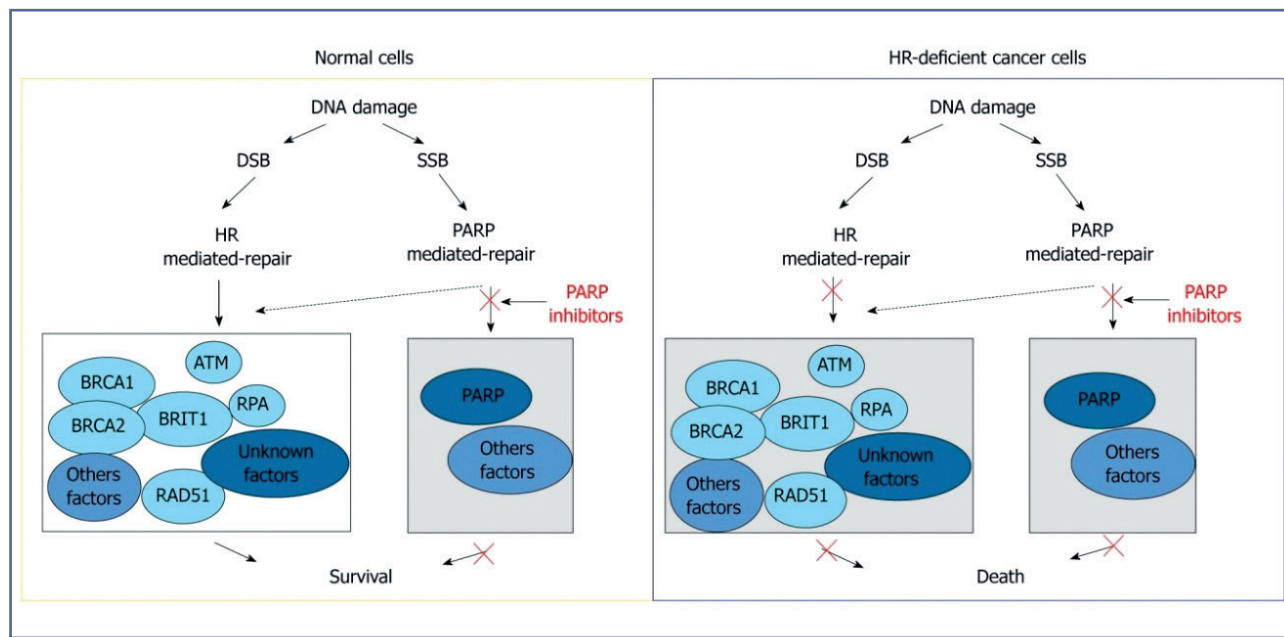 Normal cells
DNA damage
DSB
SSB
HR
mediated-repair
PARP
mediated-repair
PARP
inhibitors
BRCA1
ATM
BRCA2
BRIT1
RPA
Unknown
factors
Others
factors
RAD51
PARP
Others
factors
Survival
HR-deficient cancer cells
DNA damage
DSB
SSB
HR
mediated-repair
PARP
mediated-repair
PARP
inhibitors
BRCA1
ATM
BRCA2
BRIT1
RPA
Unknown
factors
Others
factors
RAD51
PARP
Others
factors
Death